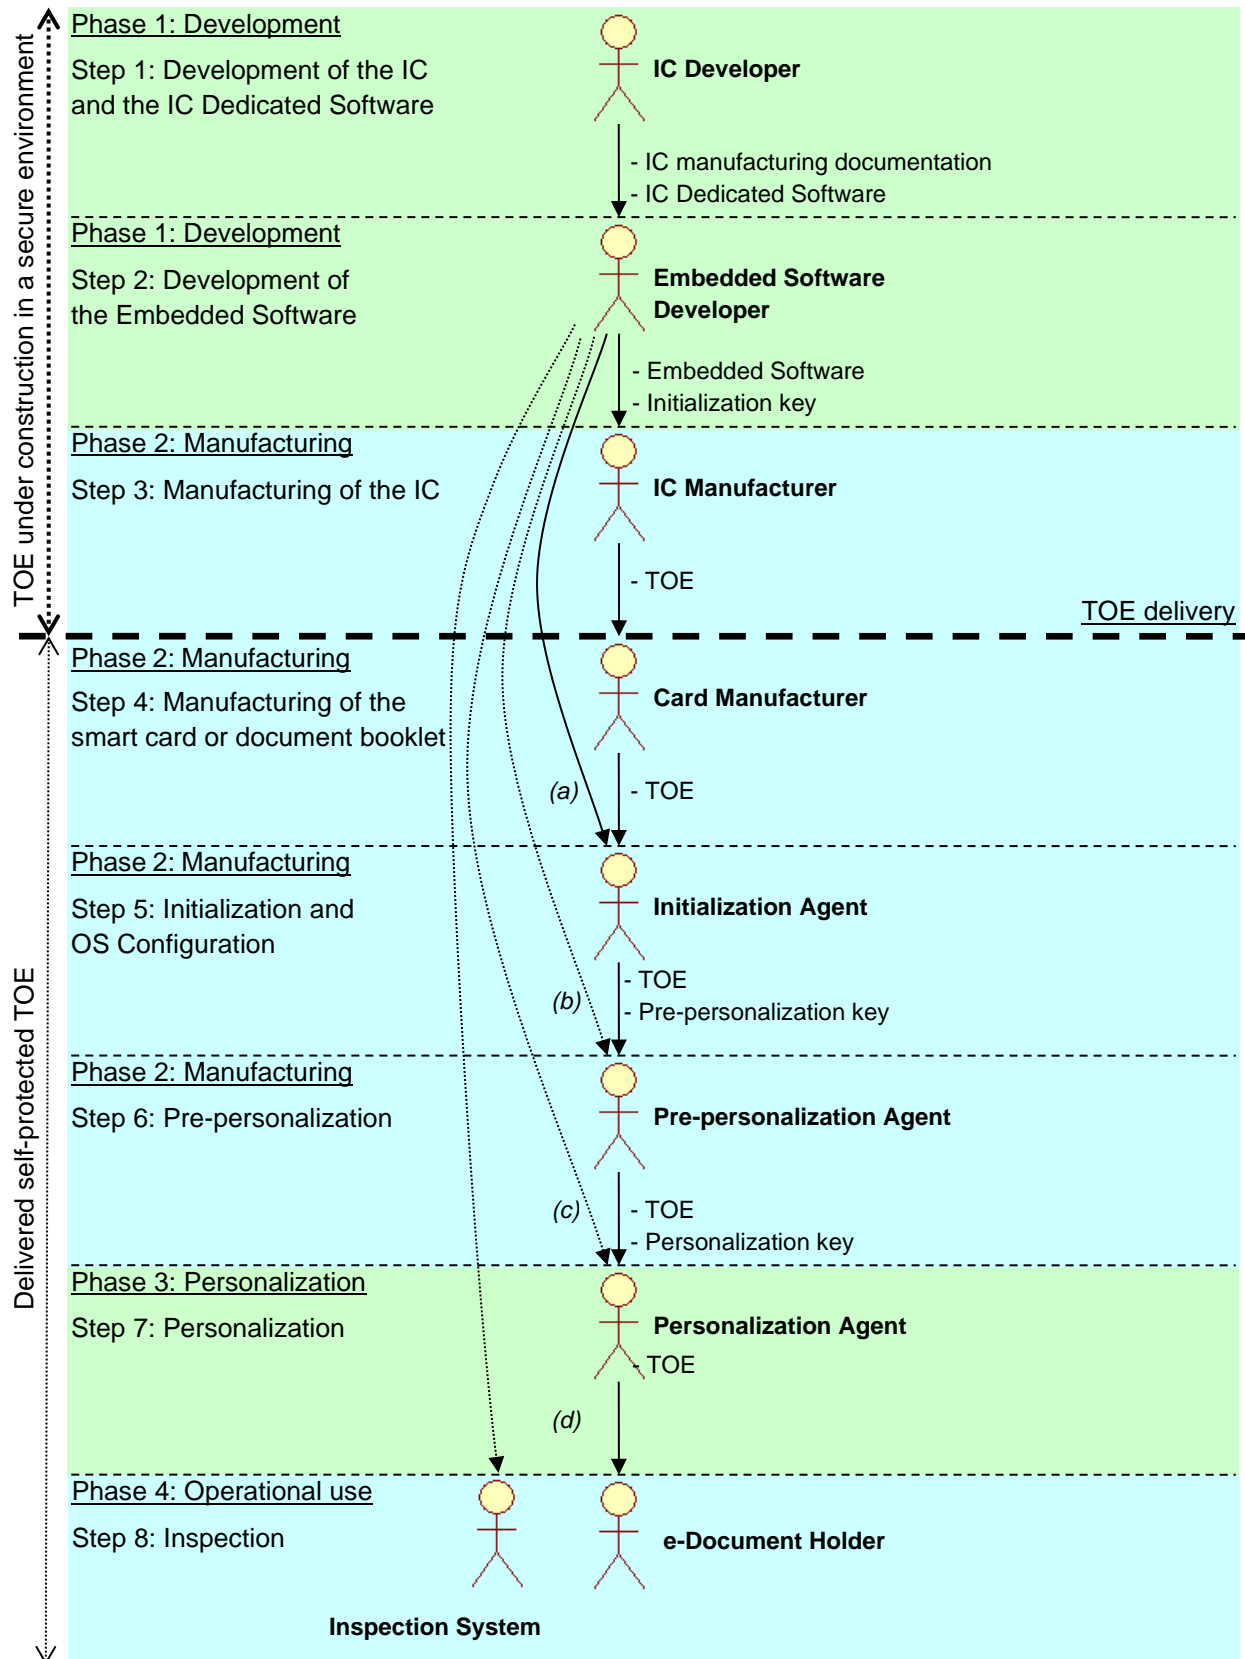 TOE under construction in a secure environment
Phase 1: Development
Step 1: Development of the IC
and the IC Dedicated Software
IC Developer
- IC manufacturing documentation
- IC Dedicated Software
Phase 1: Development
Step 2: Development of
the Embedded Software
Embedded Software
Developer
- Embedded Software
- Initialization key
Phase 2: Manufacturing
Step 3: Manufacturing of the IC
IC Manufacturer
- TOE
TOE delivery
Delivered self-protected TOE
Phase 2: Manufacturing
Step 4: Manufacturing of the
smart card or document booklet
Card Manufacturer
(a)
- TOE
Phase 2: Manufacturing
Step 5: Initialization and
OS Configuration
Initialization Agent
(b)
- TOE
- Pre-personalization key
Phase 2: Manufacturing
Step 6: Pre-personalization
Pre-personalization Agent
(c)
- TOE
- Personalization key
Phase 3: Personalization
Step 7: Personalization
Personalization Agent
- TOE
(d)
Phase 4: Operational use
Step 8: Inspection
e-Document Holder
Inspection System